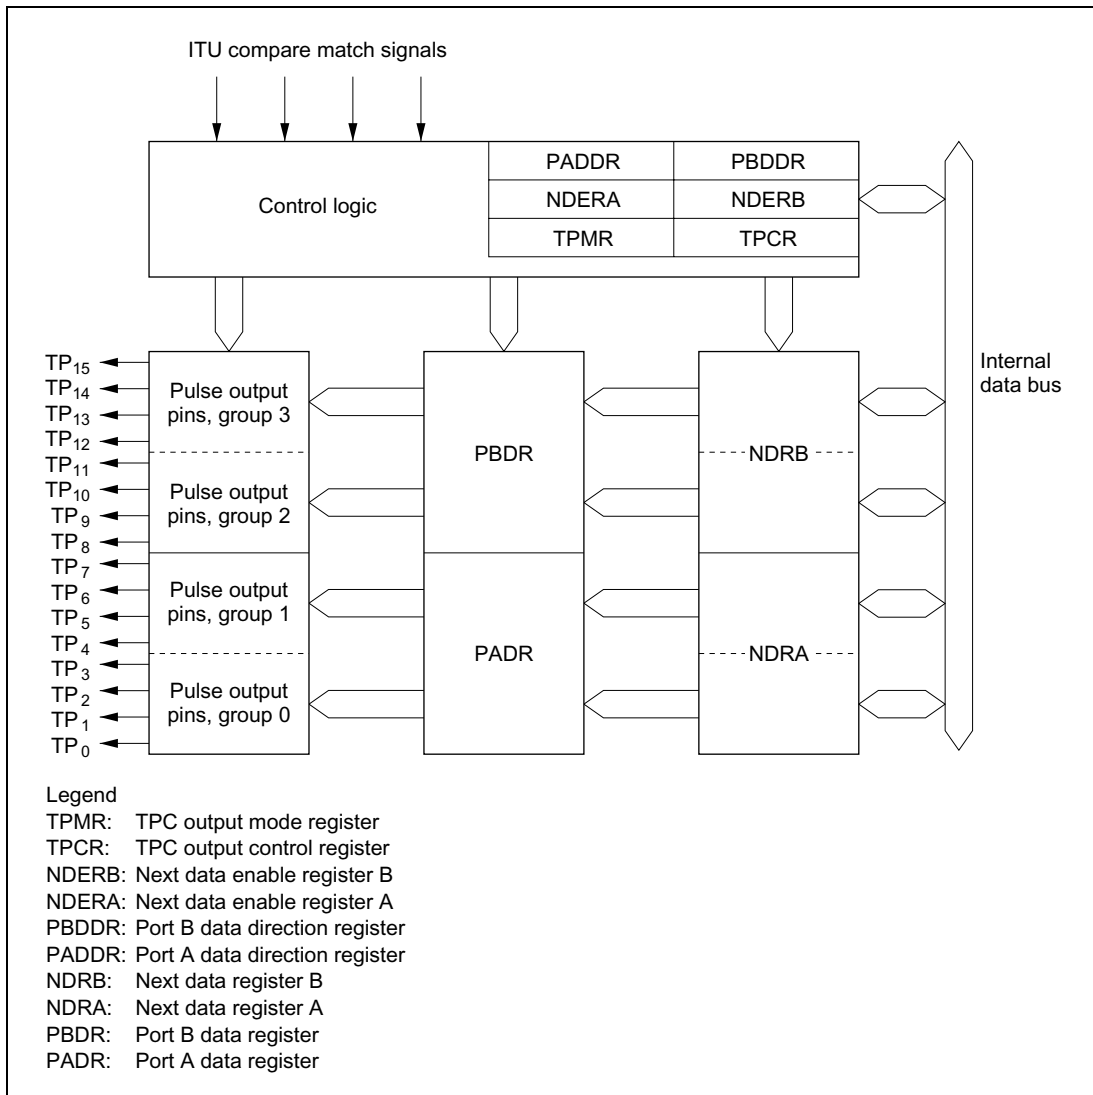 ITU compare match signals
Control logic
PADDR PBDDR
NDERA NDERB
TPMR TPCR
Internal
data bus
TP15
TP14
TP13
TP12
TP11
TP10
TP9
TP8
TP7
TP6
TP5
TP4
TP3
TP2
TP1
TP0
Pulse output
pins, group 3
Pulse output
pins, group 2
Pulse output
pins, group 1
Pulse output
pins, group 0
PBDR
PADR
NDRB
NDRA
Legend
TPMR: TPC output mode register
TPCR: TPC output control register
NDERB: Next data enable register B
NDERA: Next data enable register A
PBDDR: Port B data direction register
PADDR: Port A data direction register
NDRB: Next data register B
NDRA: Next data register A
PBDR: Port B data register
PADR: Port A data register